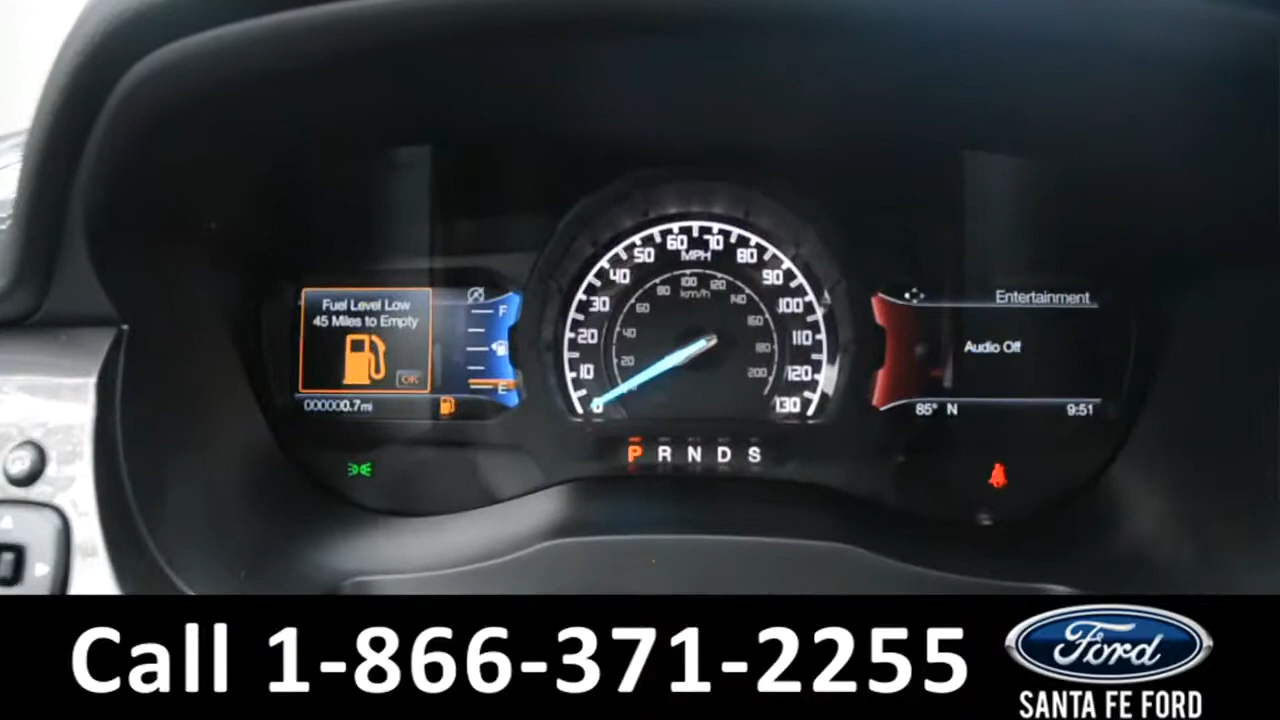 Fuel Level Low
45 Miles to Empty
OK
000000.7mi
F
E
0 10 20 30 40 50 60 70 80 90 100 110 120 130
MPH
20 40 60 80 100 120 140 160 180 200
km/h
P R N D S
Entertainment
Audio Off
85° N 9:51
Call 1-866-371-2255
Ford
SANTA FE FORD